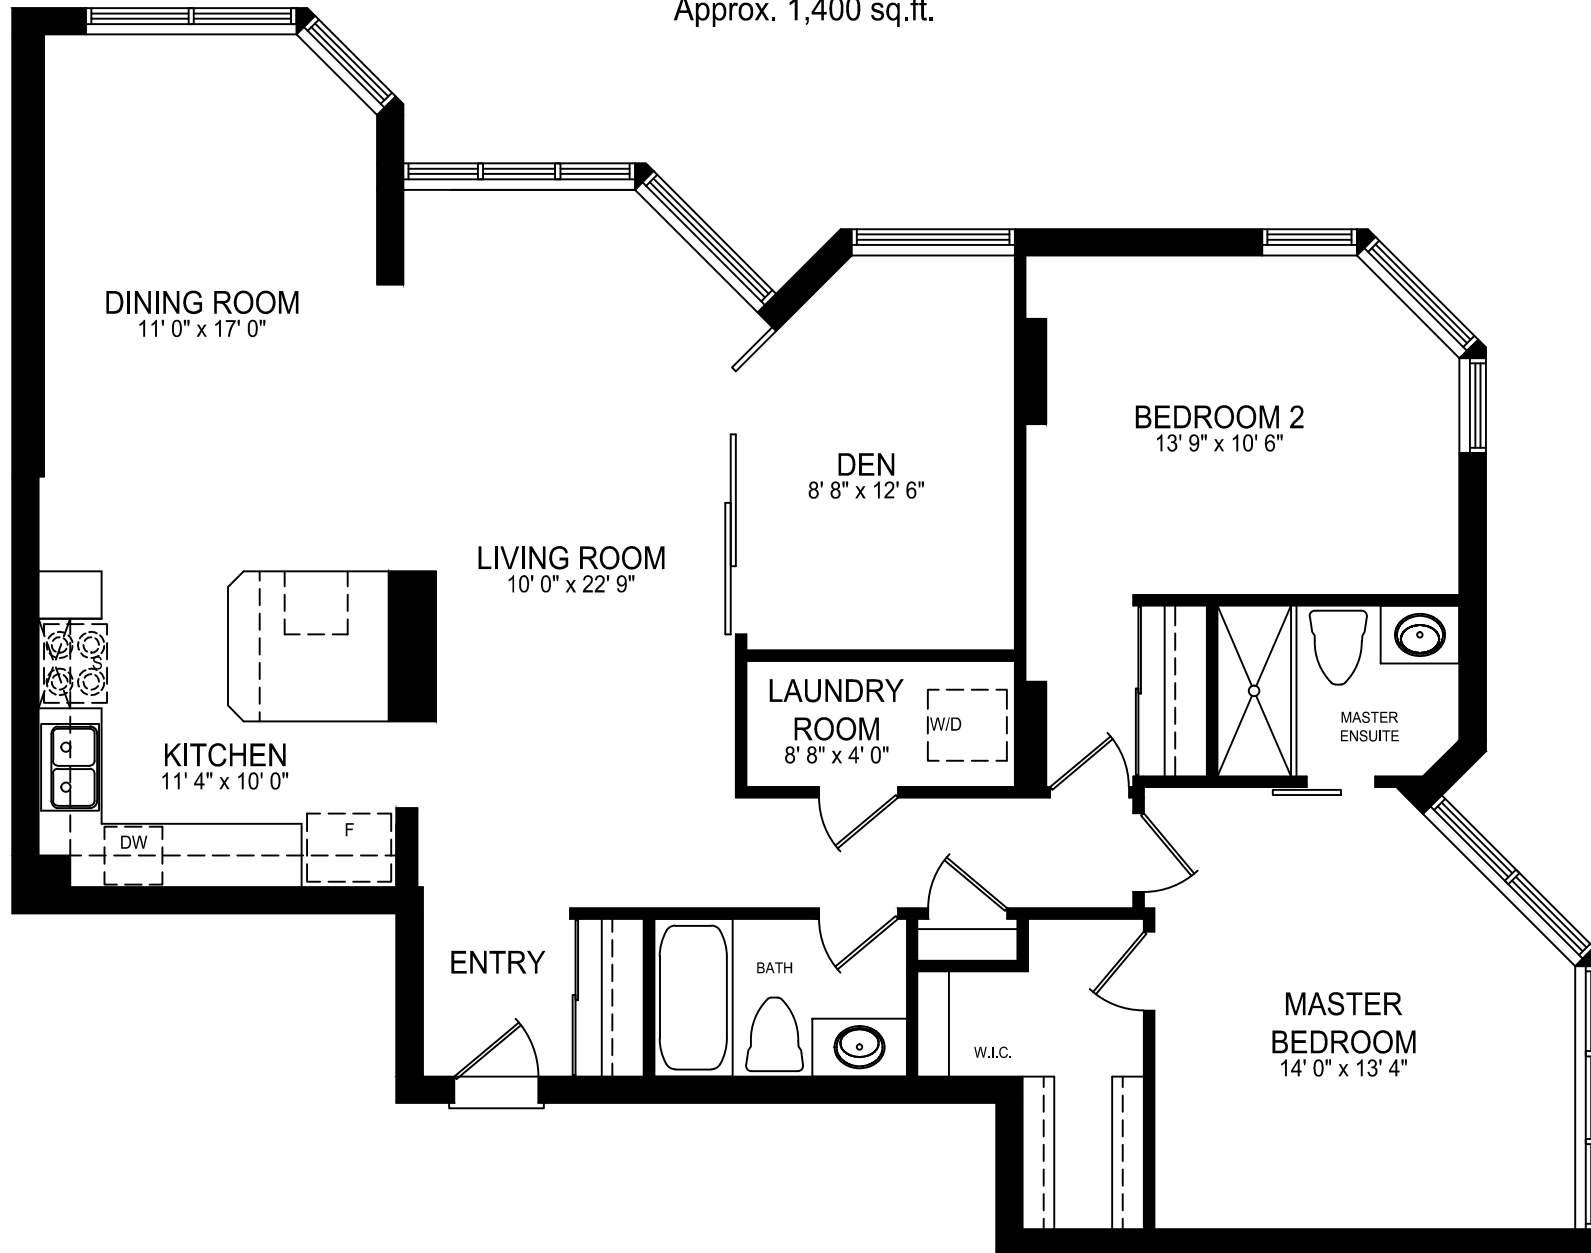 Approx. 1,400 sq.ft.
DINING ROOM
11' 0" x 17' 0"
BEDROOM 2
13' 9" x 10' 6"
DEN
8' 8" x 12' 6"
LIVING ROOM
10' 0" x 22' 9"
S
LAUNDRY
ROOM
8' 8" x 4' 0"
W/D
MASTER
ENSUITE
KITCHEN
11' 4" x 10' 0"
DW
F
ENTRY
BATH
W.I.C.
MASTER
BEDROOM
14' 0" x 13' 4"